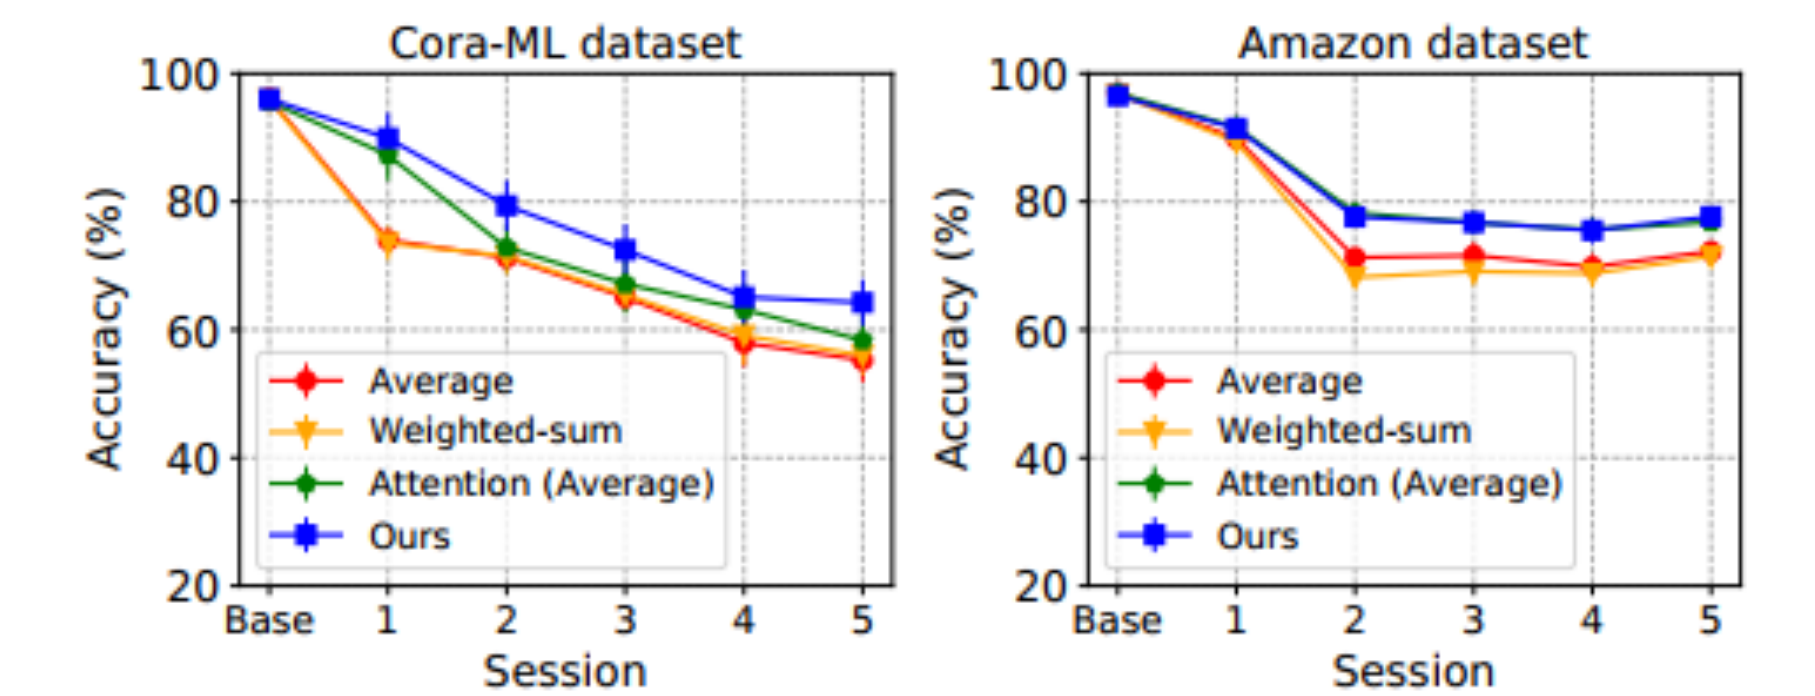 Cora-ML dataset
100
80
60
40
20
Accuracy (%)
Average
Weighted-sum
Attention (Average)
Ours
Base 1 2 3 4 5
Session
Amazon dataset
100
80
60
40
20
Accuracy (%)
Average
Weighted-sum
Attention (Average)
Ours
Base 1 2 3 4 5
Session